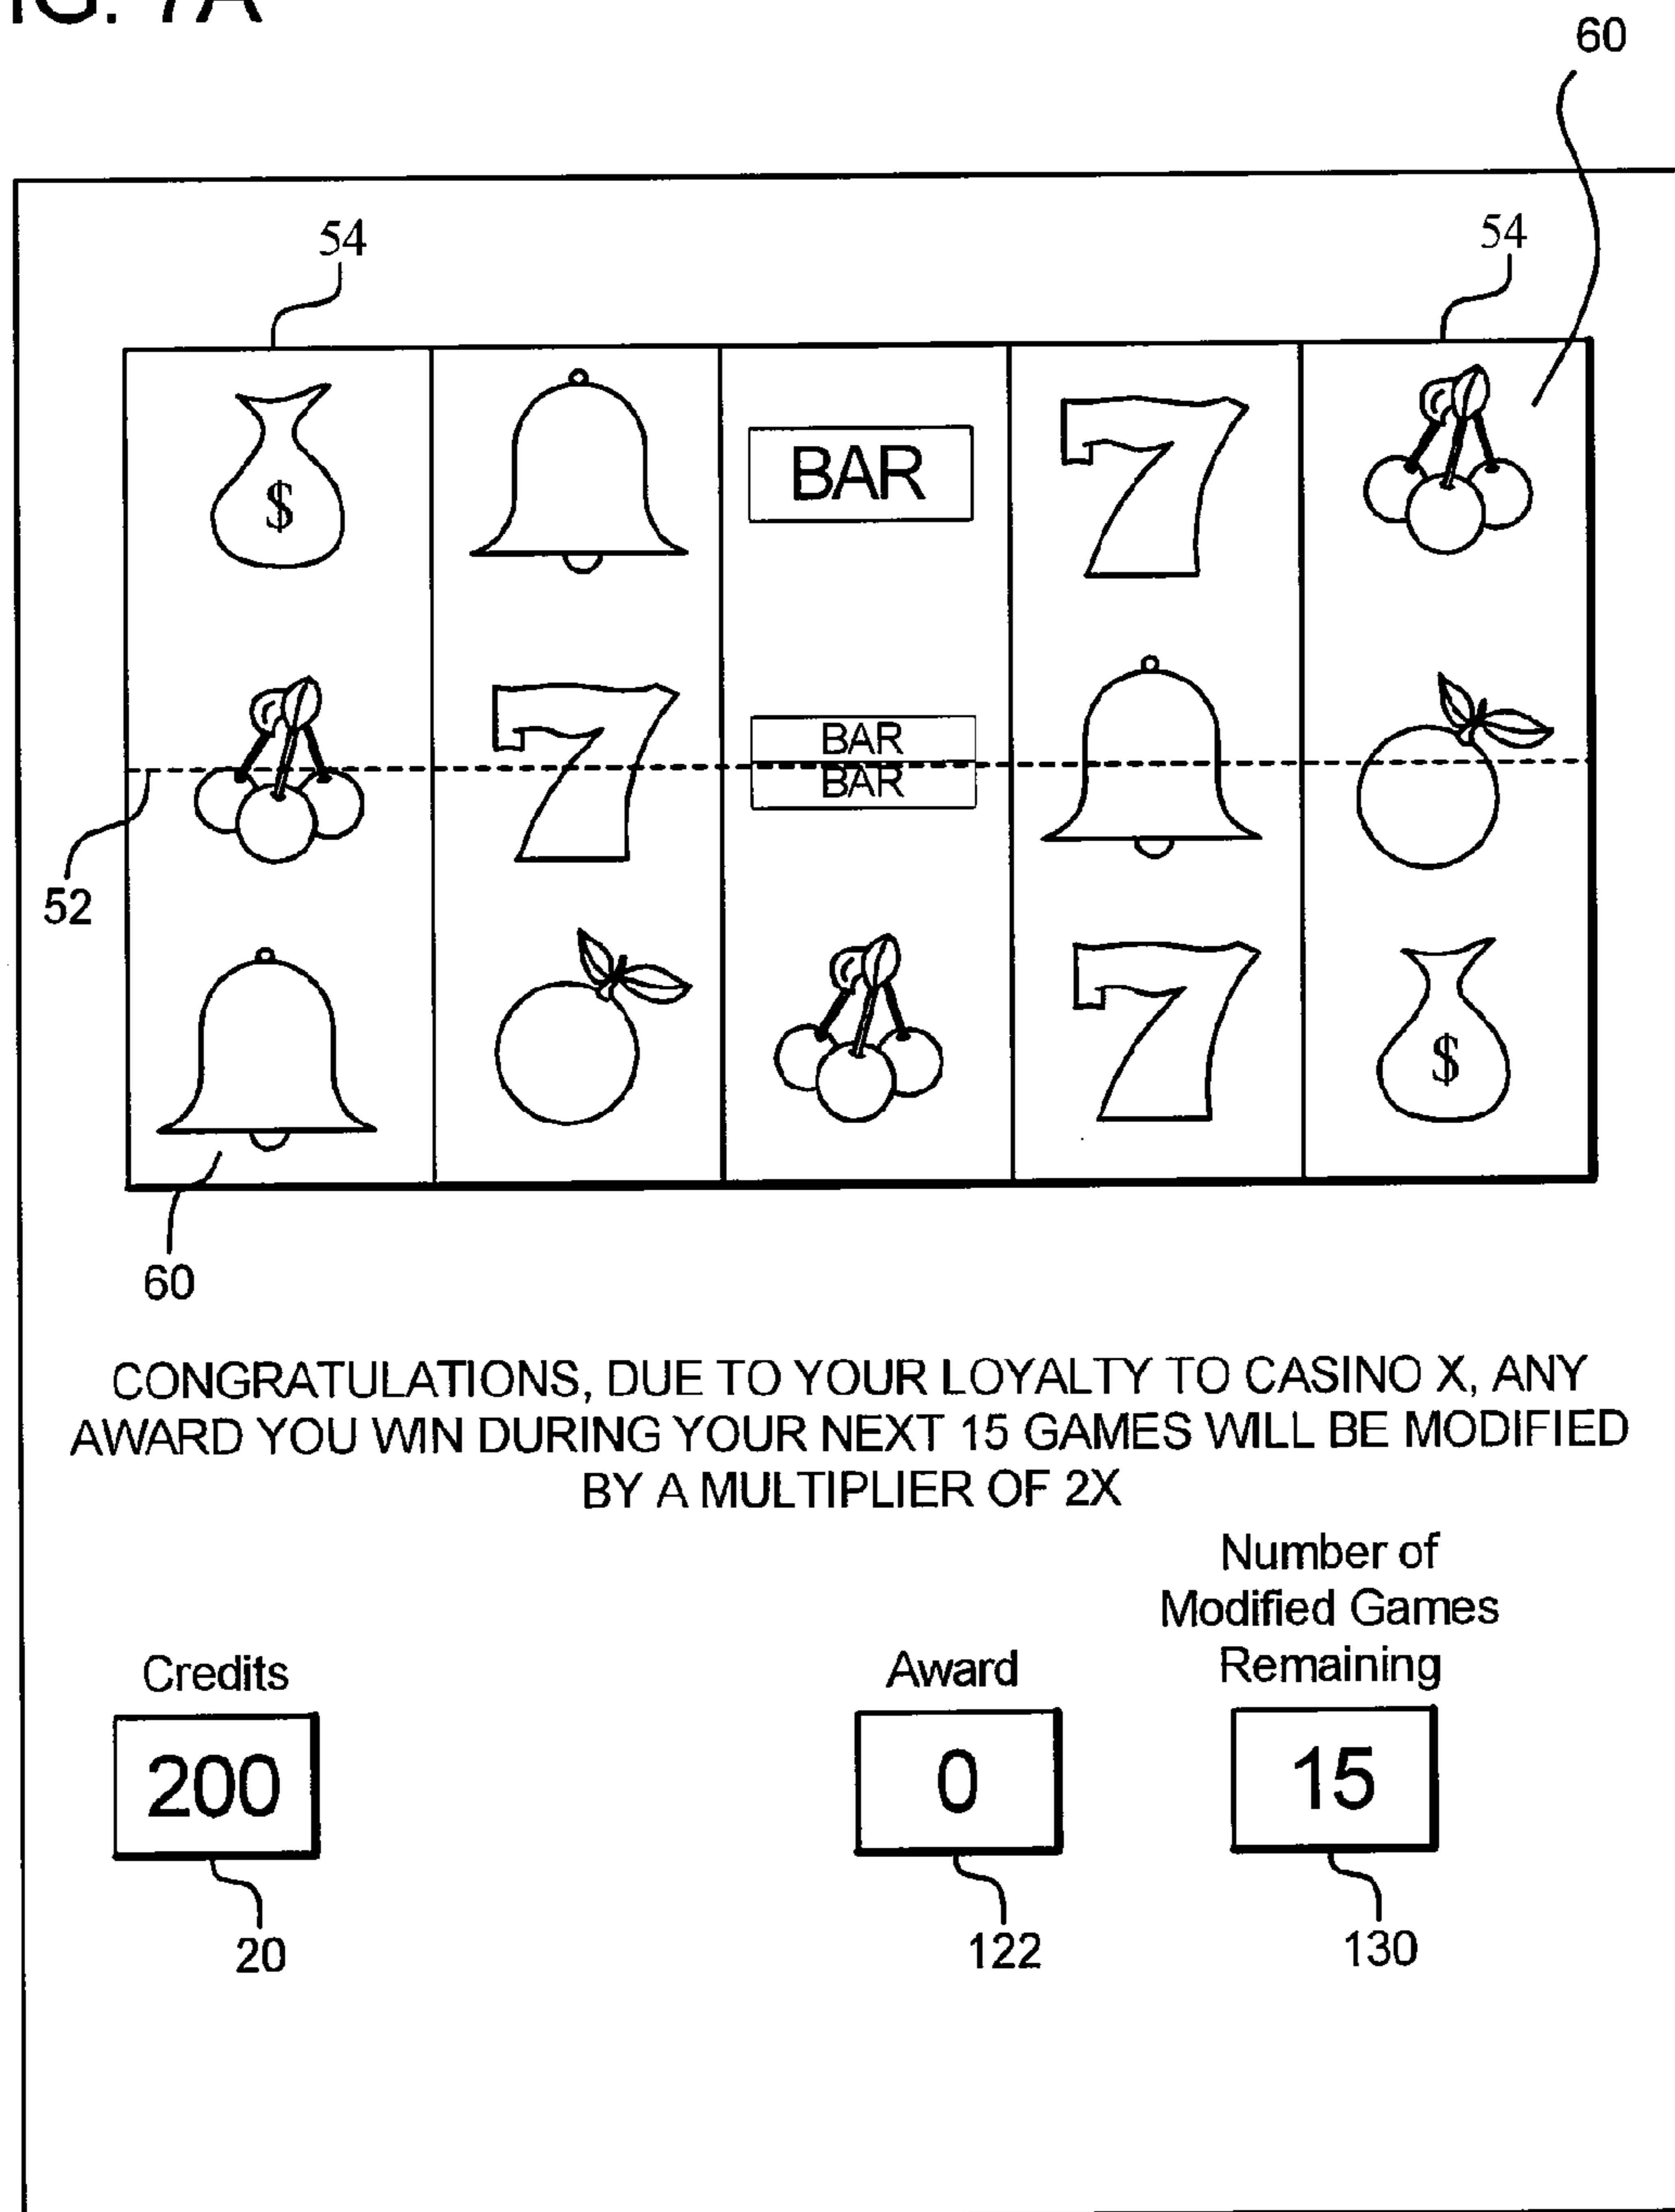 FIG. 7A
60
54 54
$ BAR
BAR
BAR
52
$
60
CONGRATULATIONS, DUE TO YOUR LOYALTY TO CASINO X, ANY
AWARD YOU WIN DURING YOUR NEXT 15 GAMES WILL BE MODIFIED
BY A MULTIPLIER OF 2X
Number of
Modified Games
Remaining
Credits Award
200 0 15
20 122 130